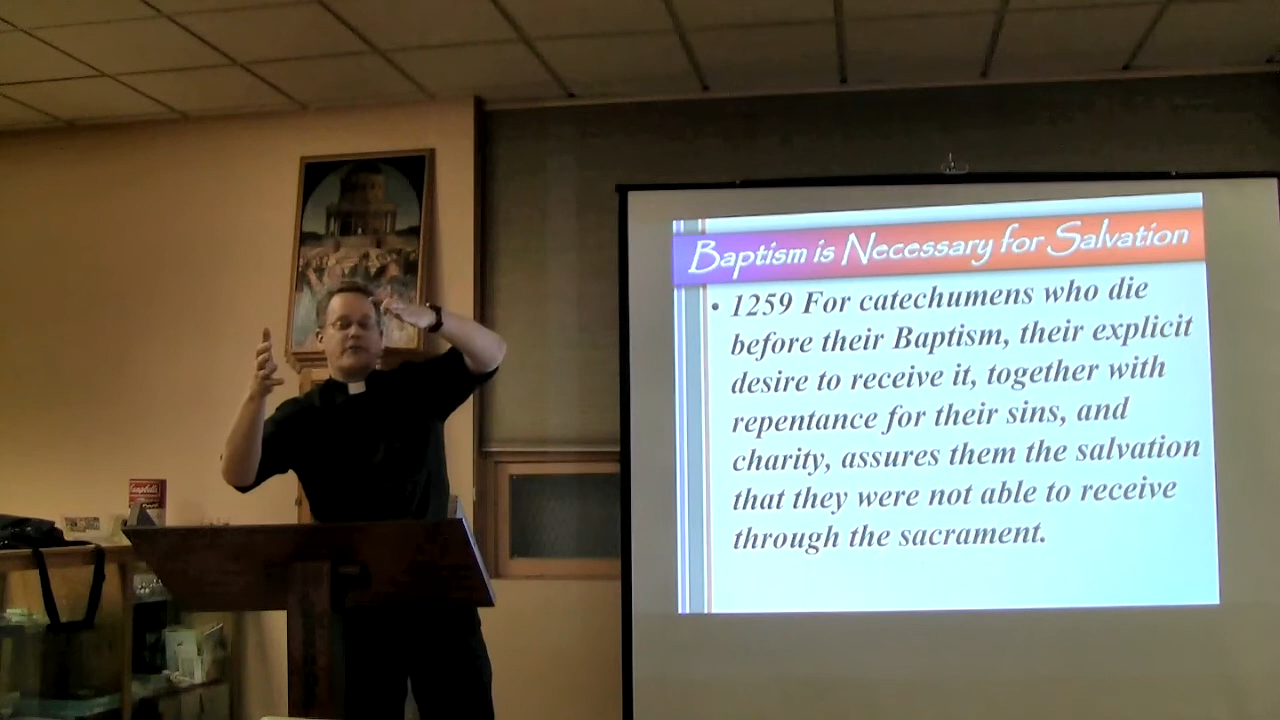 Baptism is Necessary for Salvation
• 1259 For catechumens who die
before their Baptism, their explicit
desire to receive it, together with
repentance for their sins, and
charity, assures them the salvation
that they were not able to receive
through the sacrament.
Campbell's